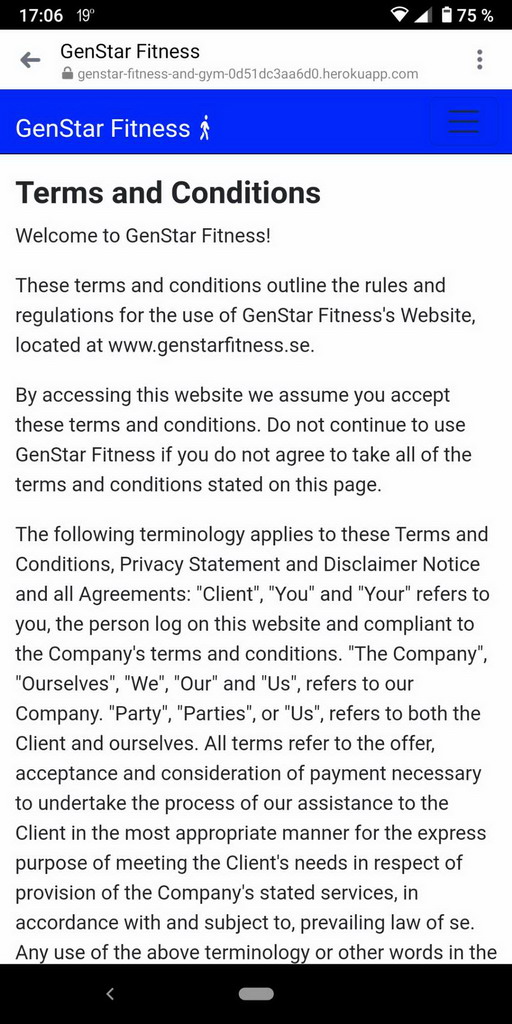 17:06 19° 75 %
GenStar Fitness
genstar-fitness-and-gym-0d51dc3aa6d0.herokuapp.com
GenStar Fitness
Terms and Conditions
Welcome to GenStar Fitness!
These terms and conditions outline the rules and
regulations for the use of GenStar Fitness's Website,
located at www.genstarfitness.se.
By accessing this website we assume you accept
these terms and conditions. Do not continue to use
GenStar Fitness if you do not agree to take all of the
terms and conditions stated on this page.
The following terminology applies to these Terms and
Conditions, Privacy Statement and Disclaimer Notice
and all Agreements: "Client", "You" and "Your" refers to
you, the person log on this website and compliant to
the Company's terms and conditions. "The Company",
"Ourselves", "We", "Our" and "Us", refers to our
Company. "Party", "Parties", or "Us", refers to both the
Client and ourselves. All terms refer to the offer,
acceptance and consideration of payment necessary
to undertake the process of our assistance to the
Client in the most appropriate manner for the express
purpose of meeting the Client's needs in respect of
provision of the Company's stated services, in
accordance with and subject to, prevailing law of se.
Any use of the above terminology or other words in the